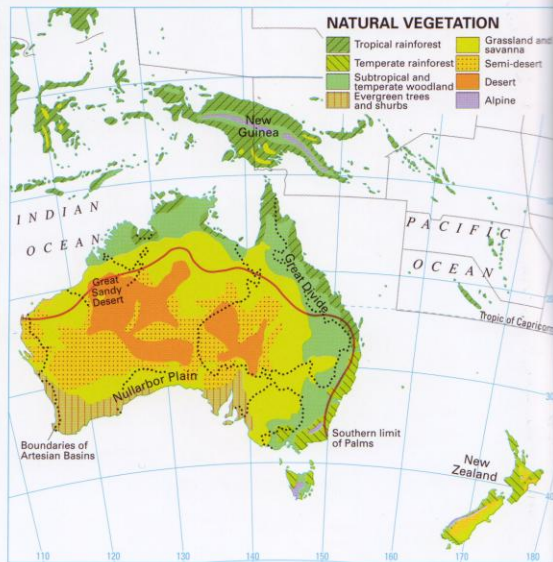 NATURAL VEGETATION
Tropical rainforest
Temperate rainforest
Subtropical and
temperate woodland
Evergreen trees
and shurbs
Grassland and
savanna
Semi-desert
Desert
Alpine
New
Guinea
INDIAN
OCEAN
PACIFIC
OCEAN
Great
Sandy
Desert
Great Divide
Tropic of Capricorn
Nullarbor Plain
Boundaries of
Artesian Basins
Southern limit
of Palms
New
Zealand
110
120
130
140
150
160